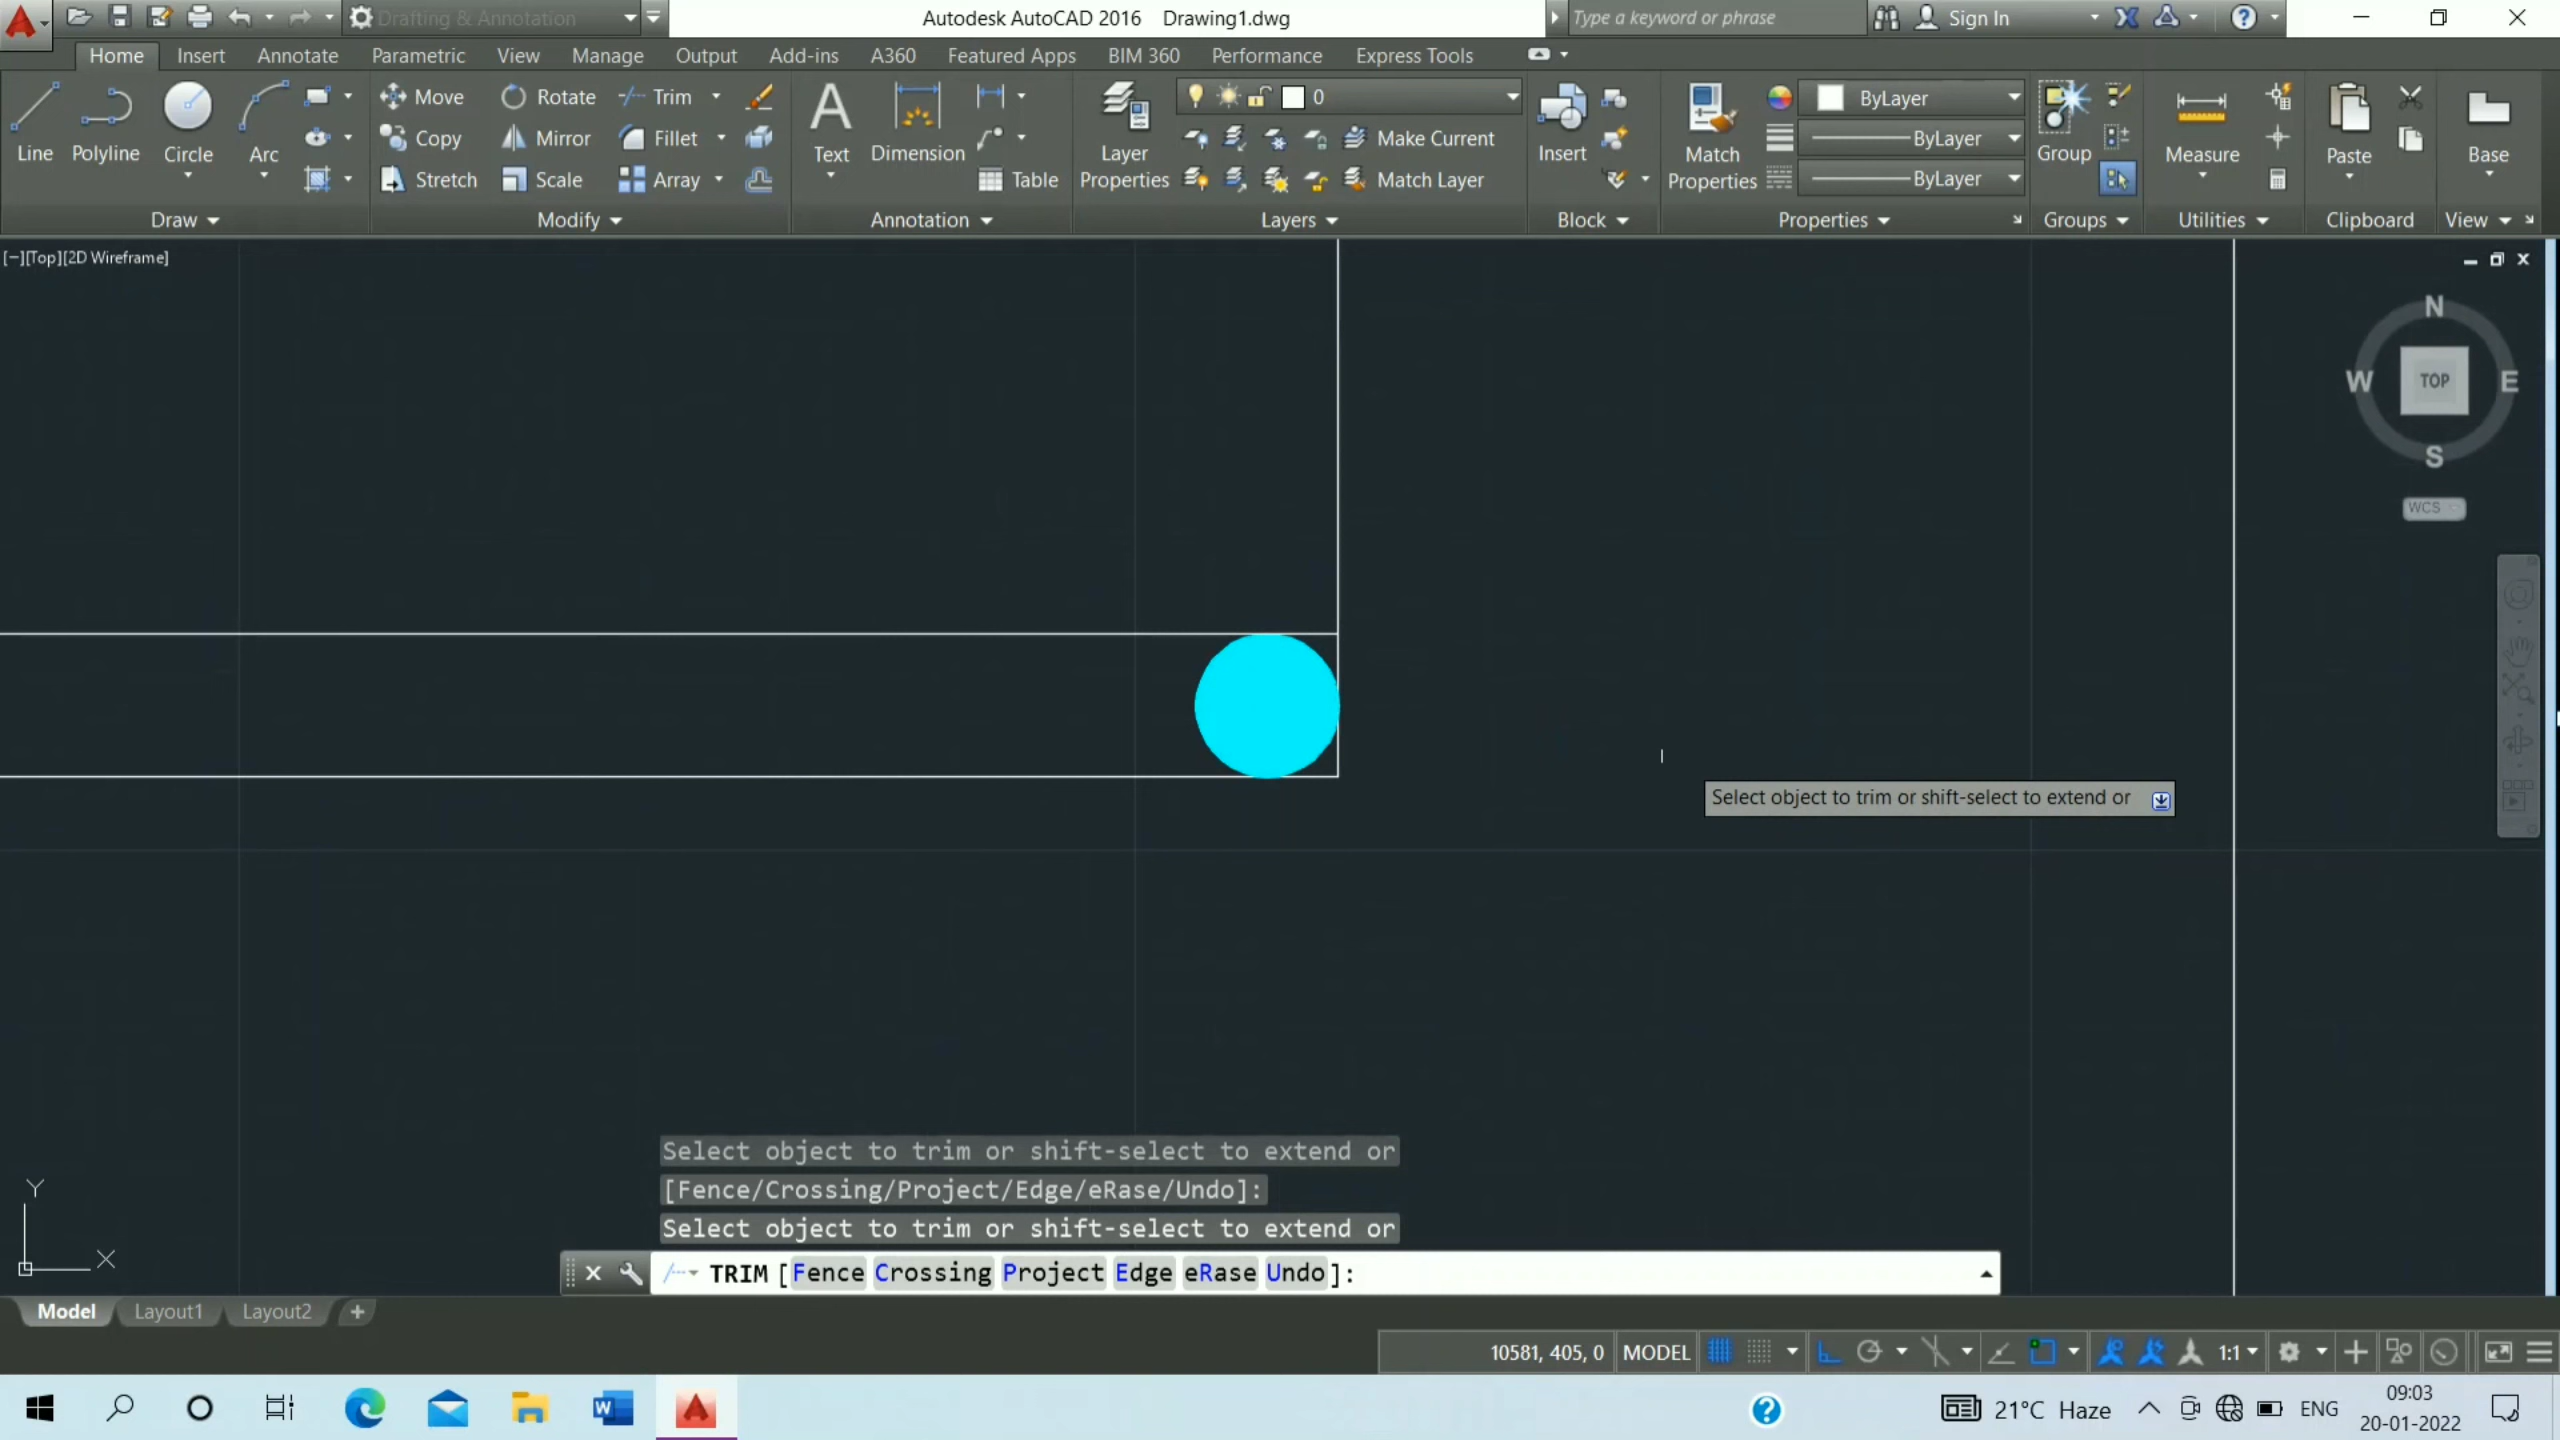 Drafting & Annotation
Autodesk AutoCAD 2016 Drawing1.dwg
Type a keyword or phrase
Sign In
Home Insert Annotate Parametric View Manage Output Add-ins A360 Featured Apps BIM 360 Performance Express Tools
Line Polyline Circle Arc
Move Rotate Trim
Copy Mirror Fillet
Stretch Scale Array
Text Dimension Table
Layer Properties
0
Make Current
Match Layer
Insert
Match Properties
ByLayer
ByLayer
ByLayer
Group
Measure
Paste
Base
Draw Modify Annotation Layers Block Properties Groups Utilities Clipboard View
[−][Top][2D Wireframe]
N
W TOP E
S
WCS
Select object to trim or shift-select to extend or
Select object to trim or shift-select to extend or
[Fence/Crossing/Project/Edge/eRase/Undo]:
Select object to trim or shift-select to extend or
TRIM [Fence Crossing Project Edge eRase Undo]:
Y
X
Model Layout1 Layout2
10581, 405, 0 MODEL 1:1
21°C Haze ENG
09:03
20-01-2022